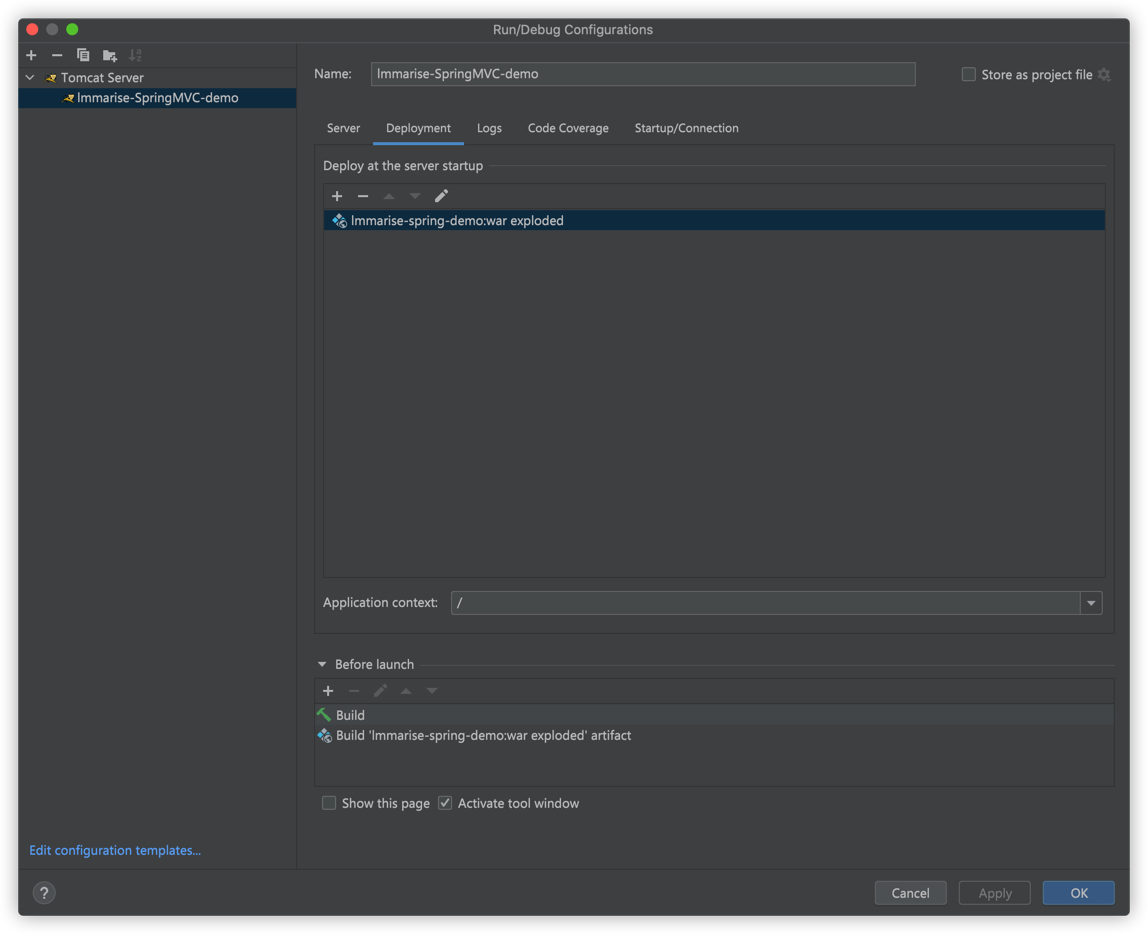 Run/Debug Configurations
Tomcat Server
Immarise-SpringMVC-demo
Name: Immarise-SpringMVC-demo Store as project file
Server Deployment Logs Code Coverage Startup/Connection
Deploy at the server startup
Immarise-spring-demo:war exploded
Application context: /
Before launch
Build
Build 'Immarise-spring-demo:war exploded' artifact
Show this page Activate tool window
Edit configuration templates...
? Cancel Apply OK